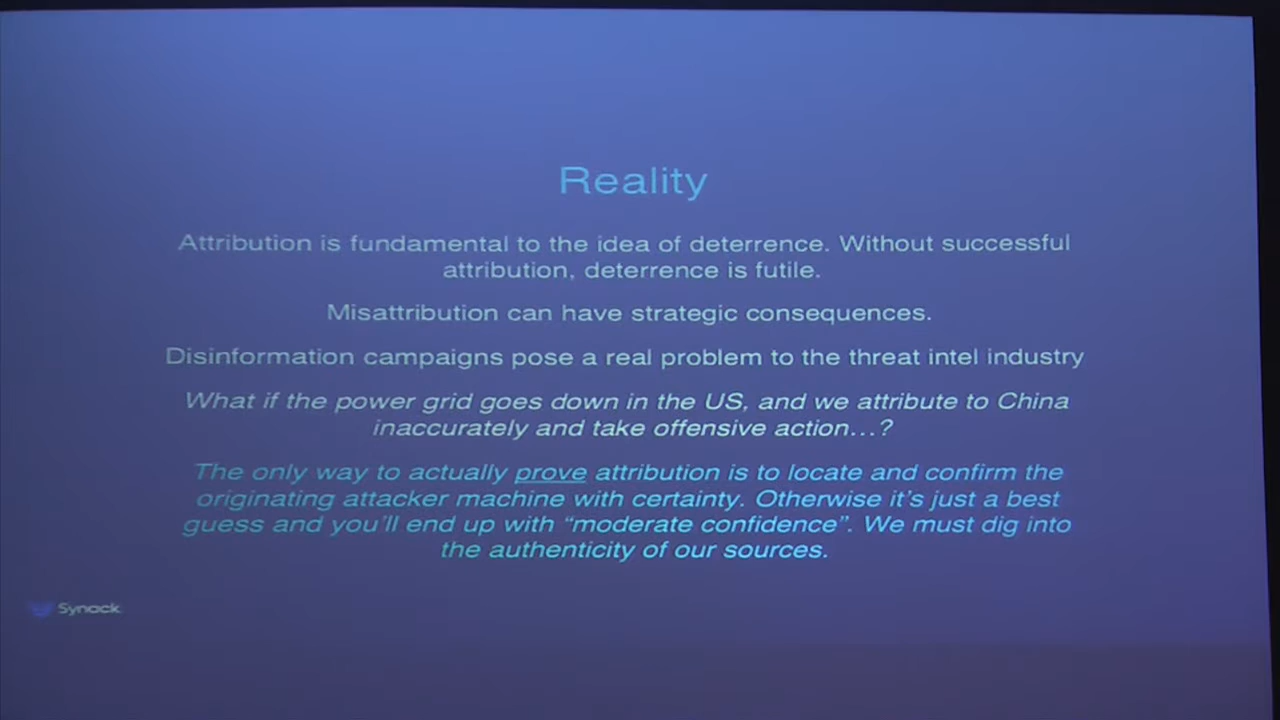 Reality
Attribution is fundamental to the idea of deterrence. Without successful
attribution, deterrence is futile.
Misattribution can have strategic consequences.
Disinformation campaigns pose a real problem to the threat intel industry
What if the power grid goes down in the US, and we attribute to China
inaccurately and take offensive action…?
The only way to actually prove attribution is to locate and confirm the
originating attacker machine with certainty. Otherwise it's just a best
guess and you'll end up with “moderate confidence”. We must dig into
the authenticity of our sources.
Synack